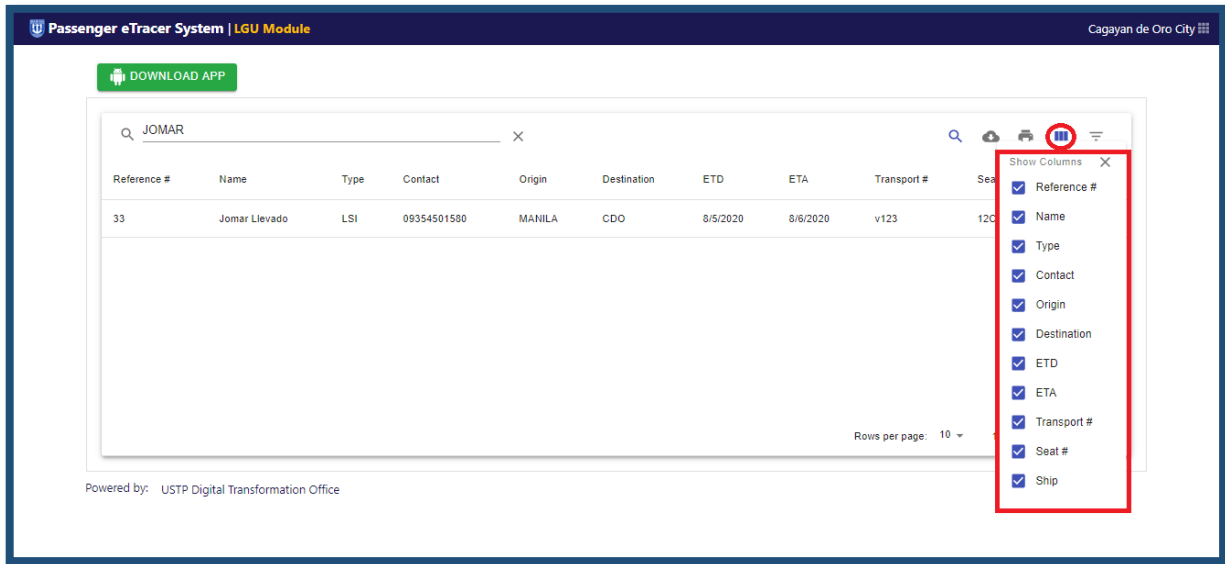 Passenger eTracer System | LGU Module Cagayan de Oro City
DOWNLOAD APP
JOMAR
Show Columns
Reference # Name Type Contact Origin Destination ETD ETA Transport #
33 Jomar Llevado LSI 09354501580 MANILA CDO 8/5/2020 8/6/2020 v123
Reference #
Name
Type
Contact
Origin
Destination
ETD
ETA
Transport #
Seat #
Ship
Rows per page: 10
Powered by: USTP Digital Transformation Office